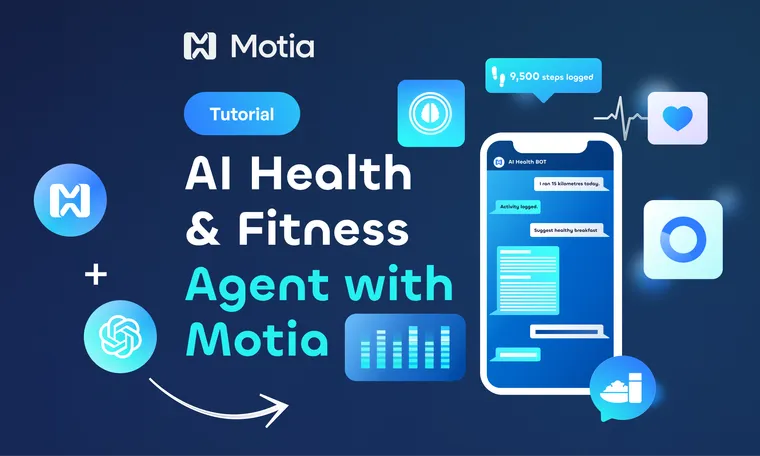 Motia
Tutorial
AI Health
& Fitness
Agent with
Motia
9,500 steps logged
AI Health BOT
I ran 15 kilometres today.
Activity logged
Suggest healthy breakfast